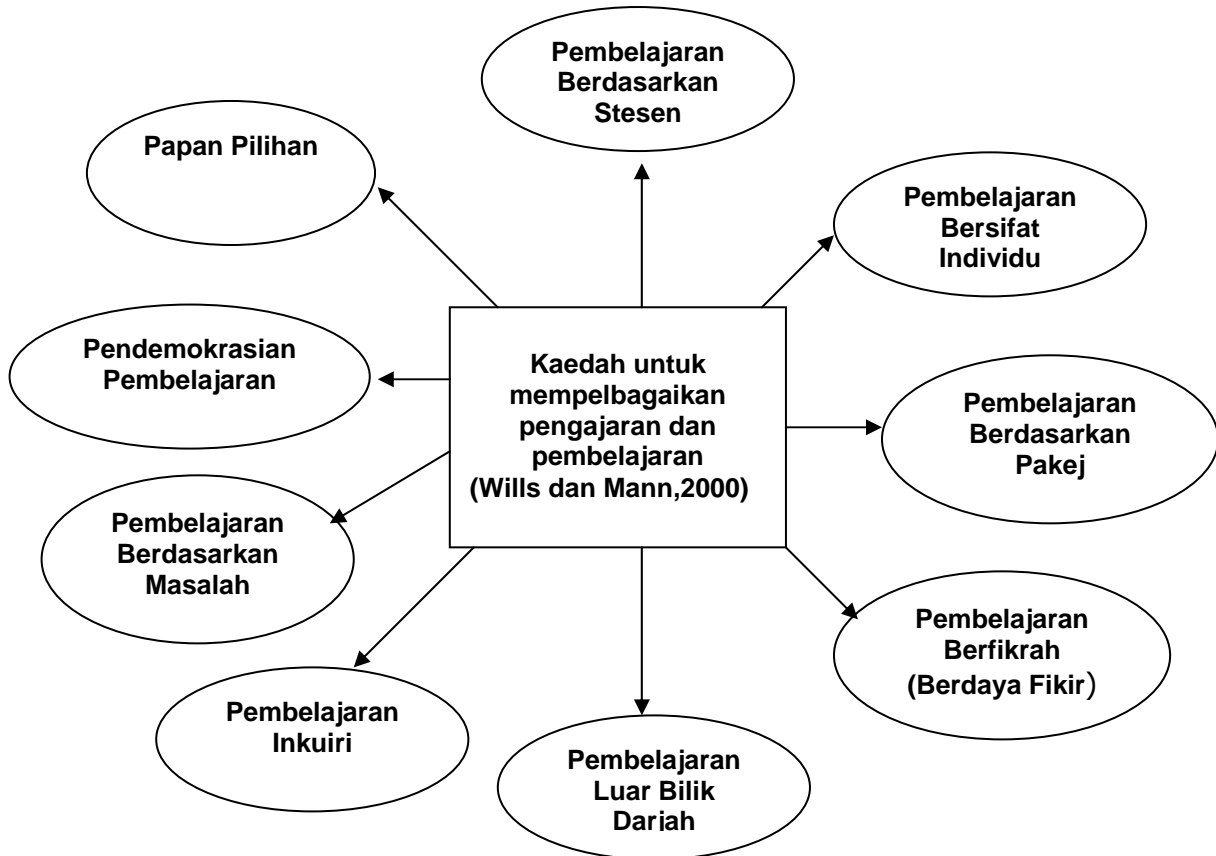 Pembelajaran
Berdasarkan
Stesen
Papan Pilihan
Pembelajaran
Bersifat
Individu
Pendemokrasian
Pembelajaran
Kaedah untuk
mempelbagaikan
pengajaran dan
pembelajaran
(Wills dan Mann,2000)
Pembelajaran
Berdasarkan
Pakej
Pembelajaran
Berdasarkan
Masalah
Pembelajaran
Berfikrah
(Berdaya Fikir)
Pembelajaran
Inkuiri
Pembelajaran
Luar Bilik
Darjah